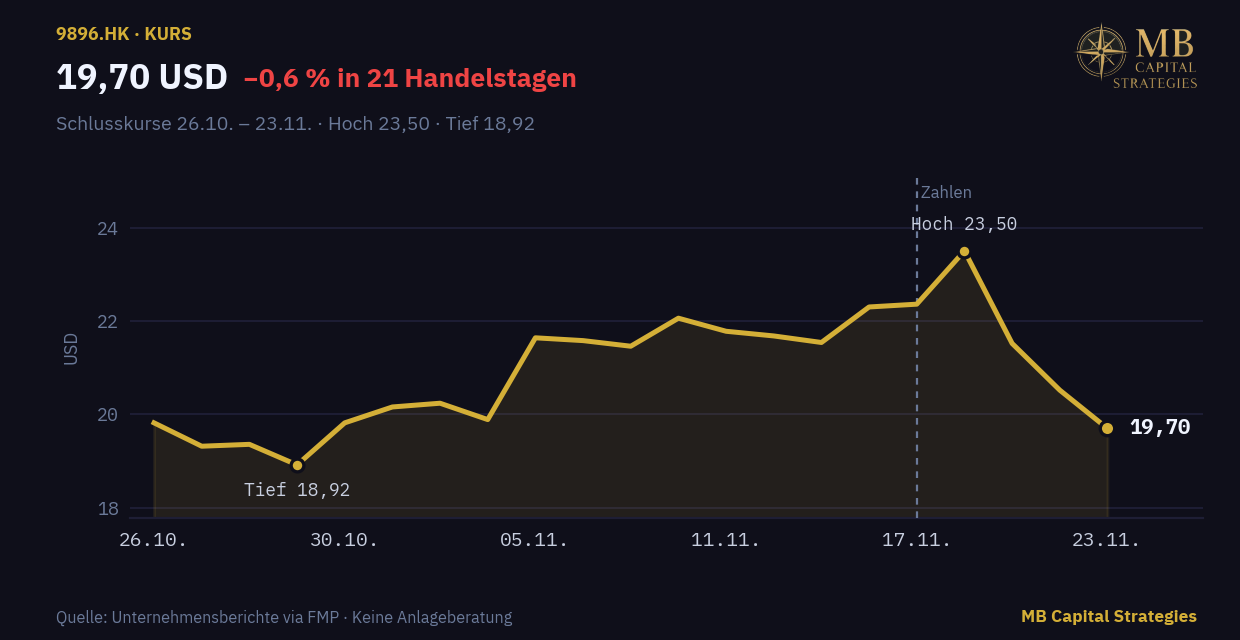 9896.HK · KURS
19,70 USD −0,6 % in 21 Handelstagen
Schlusskurse 26.10. – 23.11. · Hoch 23,50 · Tief 18,92
MB
CAPITAL
STRATEGIES
Zahlen
Hoch 23,50
24
22
20
18
USD
19,70
Tief 18,92
26.10. 30.10. 05.11. 11.11. 17.11. 23.11.
Quelle: Unternehmensberichte via FMP · Keine Anlageberatung
MB Capital Strategies